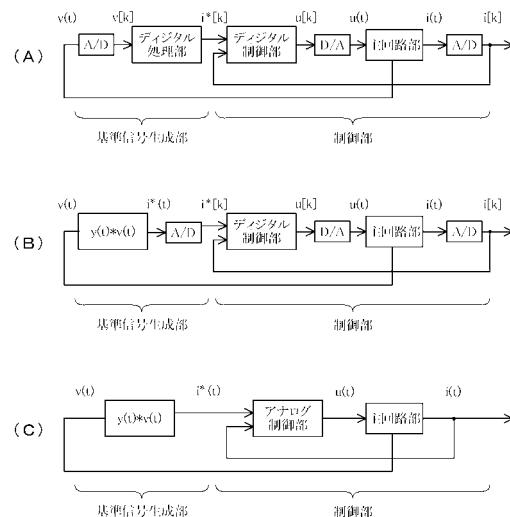 v(t) v[k] i*[k] u[k] u(t) i(t) i[k]
(A) A/D ディジタル処理部 ディジタル制御部 D/A 主回路部 A/D
基準信号生成部 制御部
v(t) i*(t) i*[k] u[k] u(t) i(t) i[k]
(B) y(t)*v(t) A/D ディジタル制御部 D/A 主回路部 A/D
基準信号生成部 制御部
v(t) i*(t) u(t) i(t)
(C) y(t)*v(t) アナログ制御部 主回路部
基準信号生成部 制御部